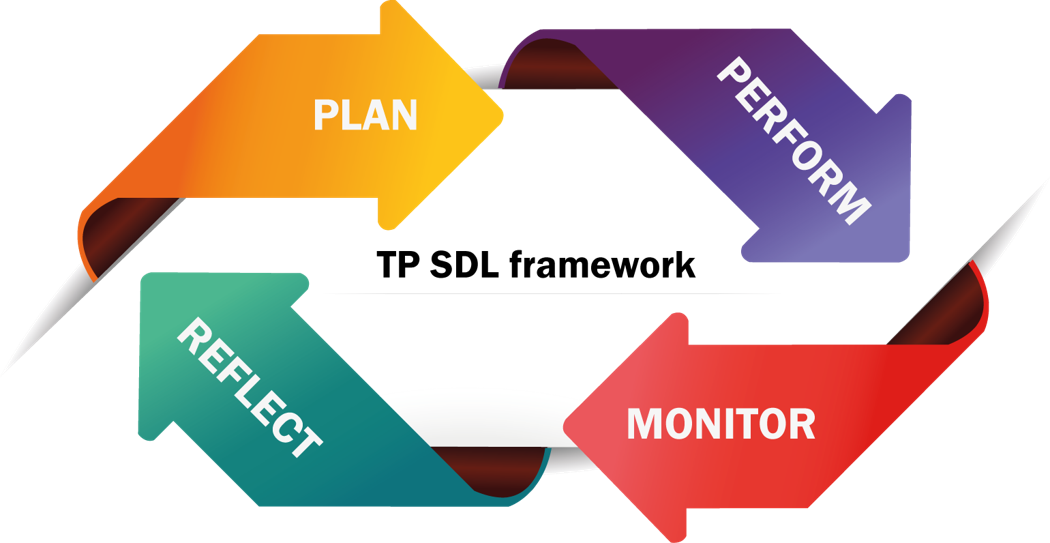 PLAN
PERFORM
TP SDL framework
REFLECT
MONITOR